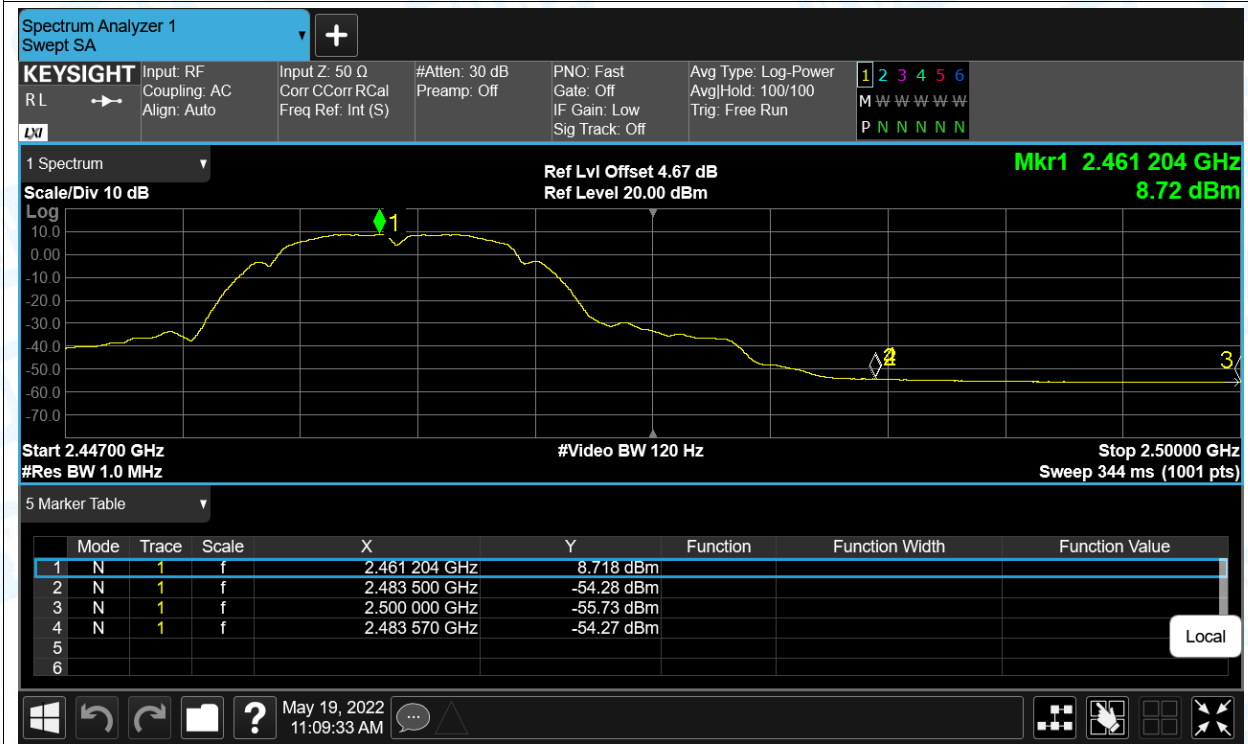 Spectrum Analyzer 1
Swept SA
+
KEYSIGHT
R L
LXI
Input: RF
Coupling: AC
Align: Auto
Input Z: 50 Ω
Corr CCorr RCal
Freq Ref: Int (S)
#Atten: 30 dB
Preamp: Off
PNO: Fast
Gate: Off
IF Gain: Low
Sig Track: Off
Avg Type: Log-Power
Avg|Hold: 100/100
Trig: Free Run
1 2 3 4 5 6
M W W W W W
P N N N N N
1 Spectrum
Scale/Div 10 dB
Ref Lvl Offset 4.67 dB
Ref Level 20.00 dBm
Mkr1 2.461 204 GHz
8.72 dBm
Log
10.0
0.00
-10.0
-20.0
-30.0
-40.0
-50.0
-60.0
-70.0
1
2
3
Start 2.44700 GHz
#Video BW 120 Hz
Stop 2.50000 GHz
#Res BW 1.0 MHz
Sweep 344 ms (1001 pts)
5 Marker Table
Mode Trace Scale X Y Function Function Width Function Value
1 N 1 f 2.461 204 GHz 8.718 dBm
2 N 1 f 2.483 500 GHz -54.28 dBm
3 N 1 f 2.500 000 GHz -55.73 dBm
4 N 1 f 2.483 570 GHz -54.27 dBm
5
6
Local
?
May 19, 2022
11:09:33 AM